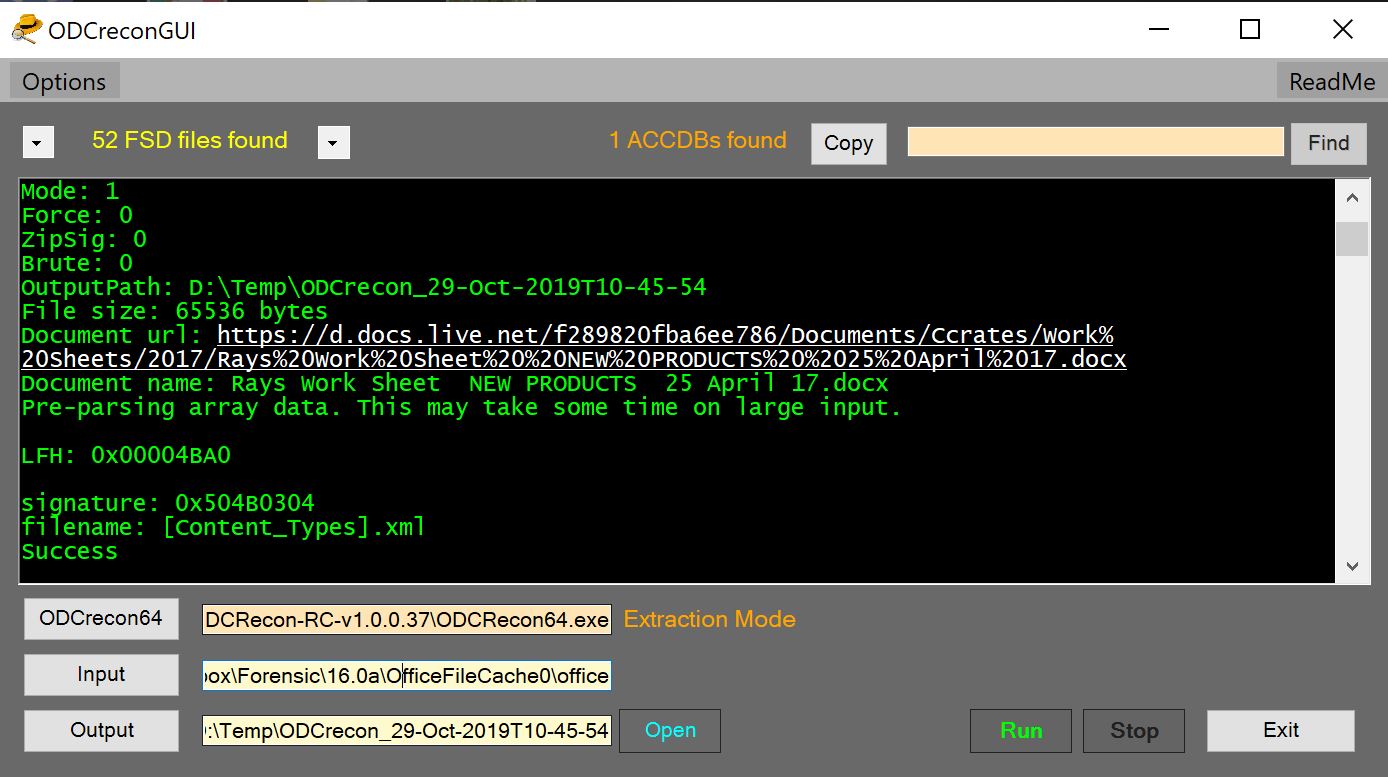 ODCreconGUI
Options
ReadMe
52 FSD files found
1 ACCDBs found
Copy
Find
Mode: 1
Force: 0
ZipSig: 0
Brute: 0
OutputPath: D:\Temp\ODCrecon_29-Oct-2019T10-45-54
File size: 65536 bytes
Document url: https://d.docs.live.net/f289820fba6ee786/Documents/Ccrates/Work%
20Sheets/2017/Rays%20Work%20Sheet%20%20NEW%20PRODUCTS%20%2025%20April%2017.docx
Document name: Rays Work Sheet  NEW PRODUCTS  25 April 17.docx
Pre-parsing array data. This may take some time on large input.
LFH: 0x00004BA0
signature: 0x504B0304
filename: [Content_Types].xml
Success
ODCrecon64
DCRecon-RC-v1.0.0.37\ODCRecon64.exe
Extraction Mode
Input
ox\Forensic\16.0a\OfficeFileCache0\office
Output
:\Temp\ODCrecon_29-Oct-2019T10-45-54
Open
Run
Stop
Exit